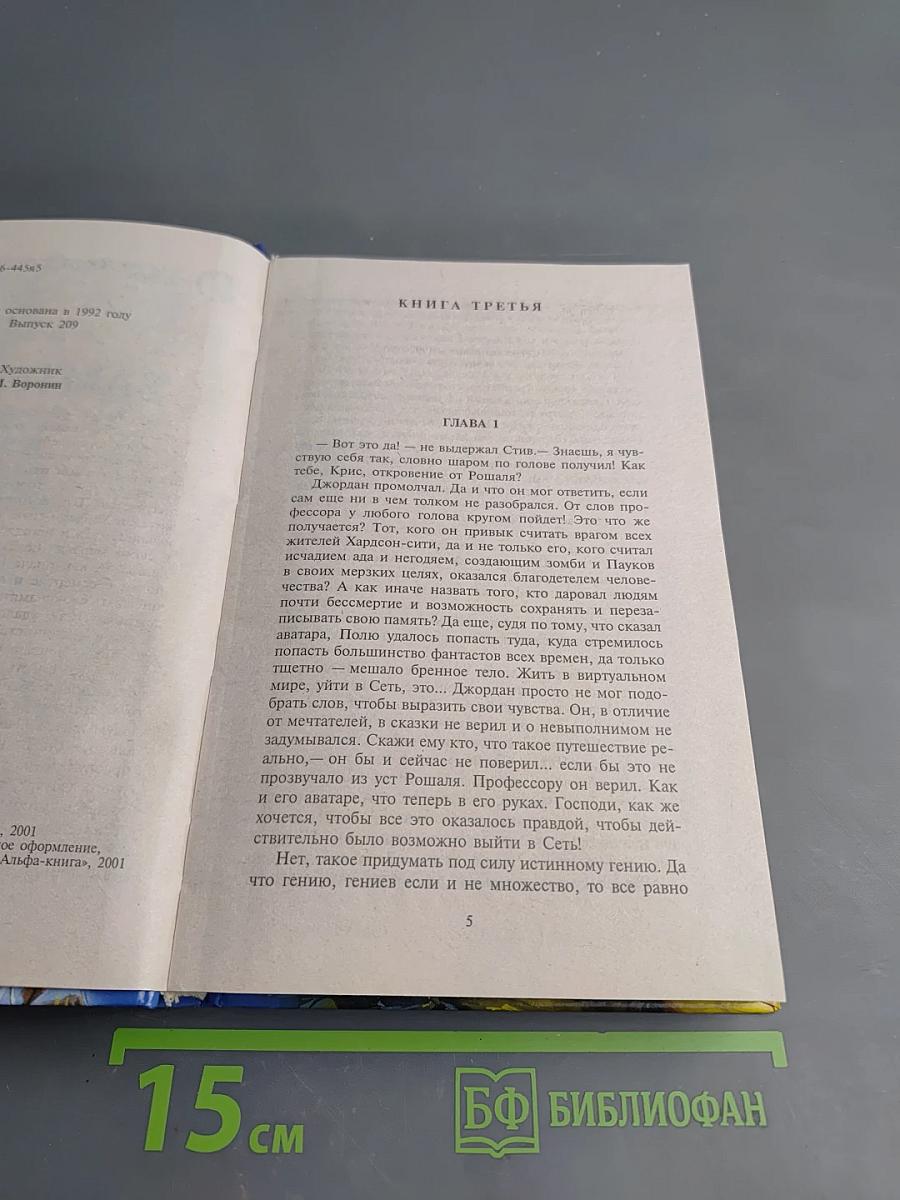 6-445я5
основана в 1992 году
Выпуск 209
Художник
Воронин
, 2001
оформление,
Альфа-книга», 2001
КНИГА ТРЕТЬЯ
ГЛАВА 1
— Вот это да! — не выдержал Стив.— Знаешь, я чув-
ствую себя так, словно шаром по голове получил! Как
тебе, Крис, откровение от Рошаля?
Джордан промолчал. Да и что он мог ответить, если
сам еще ни в чем толком не разобрался. От слов про-
фессора у любого голова кругом пойдет! Это что же
получается? Тот, кого он привык считать врагом всех
жителей Хардсон-сити, да и не только его, кого считал
исчадием ада и негодяем, создающим зомби и Пауков
в своих мерзких целях, оказался благодетелем челове-
чества? А как иначе назвать того, кто даровал людям
почти бессмертие и возможность сохранять и переза-
писывать свою память? Да еще, судя по тому, что сказал
аватара, Полю удалось попасть туда, куда стремилось
попасть большинство фантастов всех времен, да только
тщетно — мешало бренное тело. Жить в виртуальном
мире, уйти в Сеть, это... Джордан просто не мог подо-
брать слов, чтобы выразить свои чувства. Он, в отличие
от мечтателей, в сказки не верил и о невыполнимом не
задумывался. Скажи ему кто, что такое путешествие ре-
ально,— он бы и сейчас не поверил... если бы это не
прозвучало из уст Рошаля. Профессору он верил. Как
и его аватаре, что теперь в его руках. Господи, как же
хочется, чтобы все это оказалось правдой, чтобы дей-
ствительно было возможно выйти в Сеть!
Нет, такое придумать под силу истинному гению. Да
что гению, гениев если и не множество, то все равно
5
15 см
БФ БИБЛИОФАН